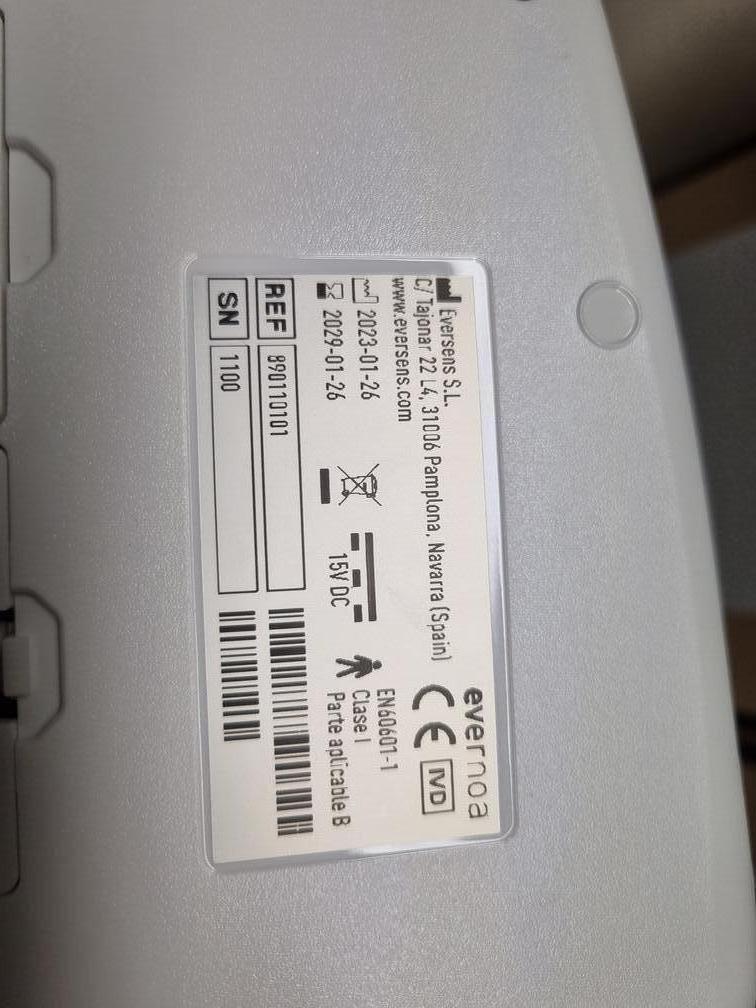 evernoa
Eversens S.L.
C/ Tajonar 22 L4, 31006 Pamplona, Navarra (Spain)
www.eversens.com
CE IVD
2023-01-26
2029-01-26
15V DC
EN60601-1
Clase I
Parte aplicable B
REF 890110101
SN 1100